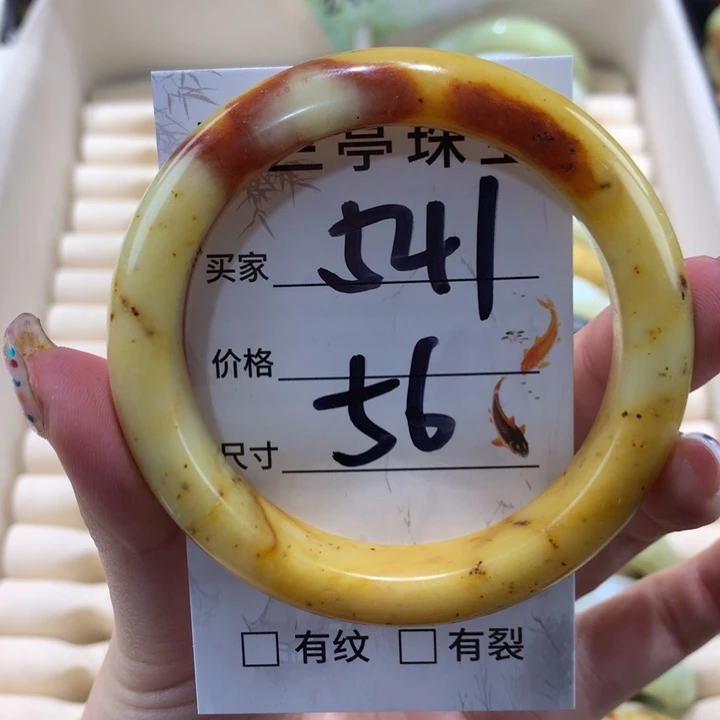 亭珠
买家 541
价格
尺寸 56
有纹 有裂